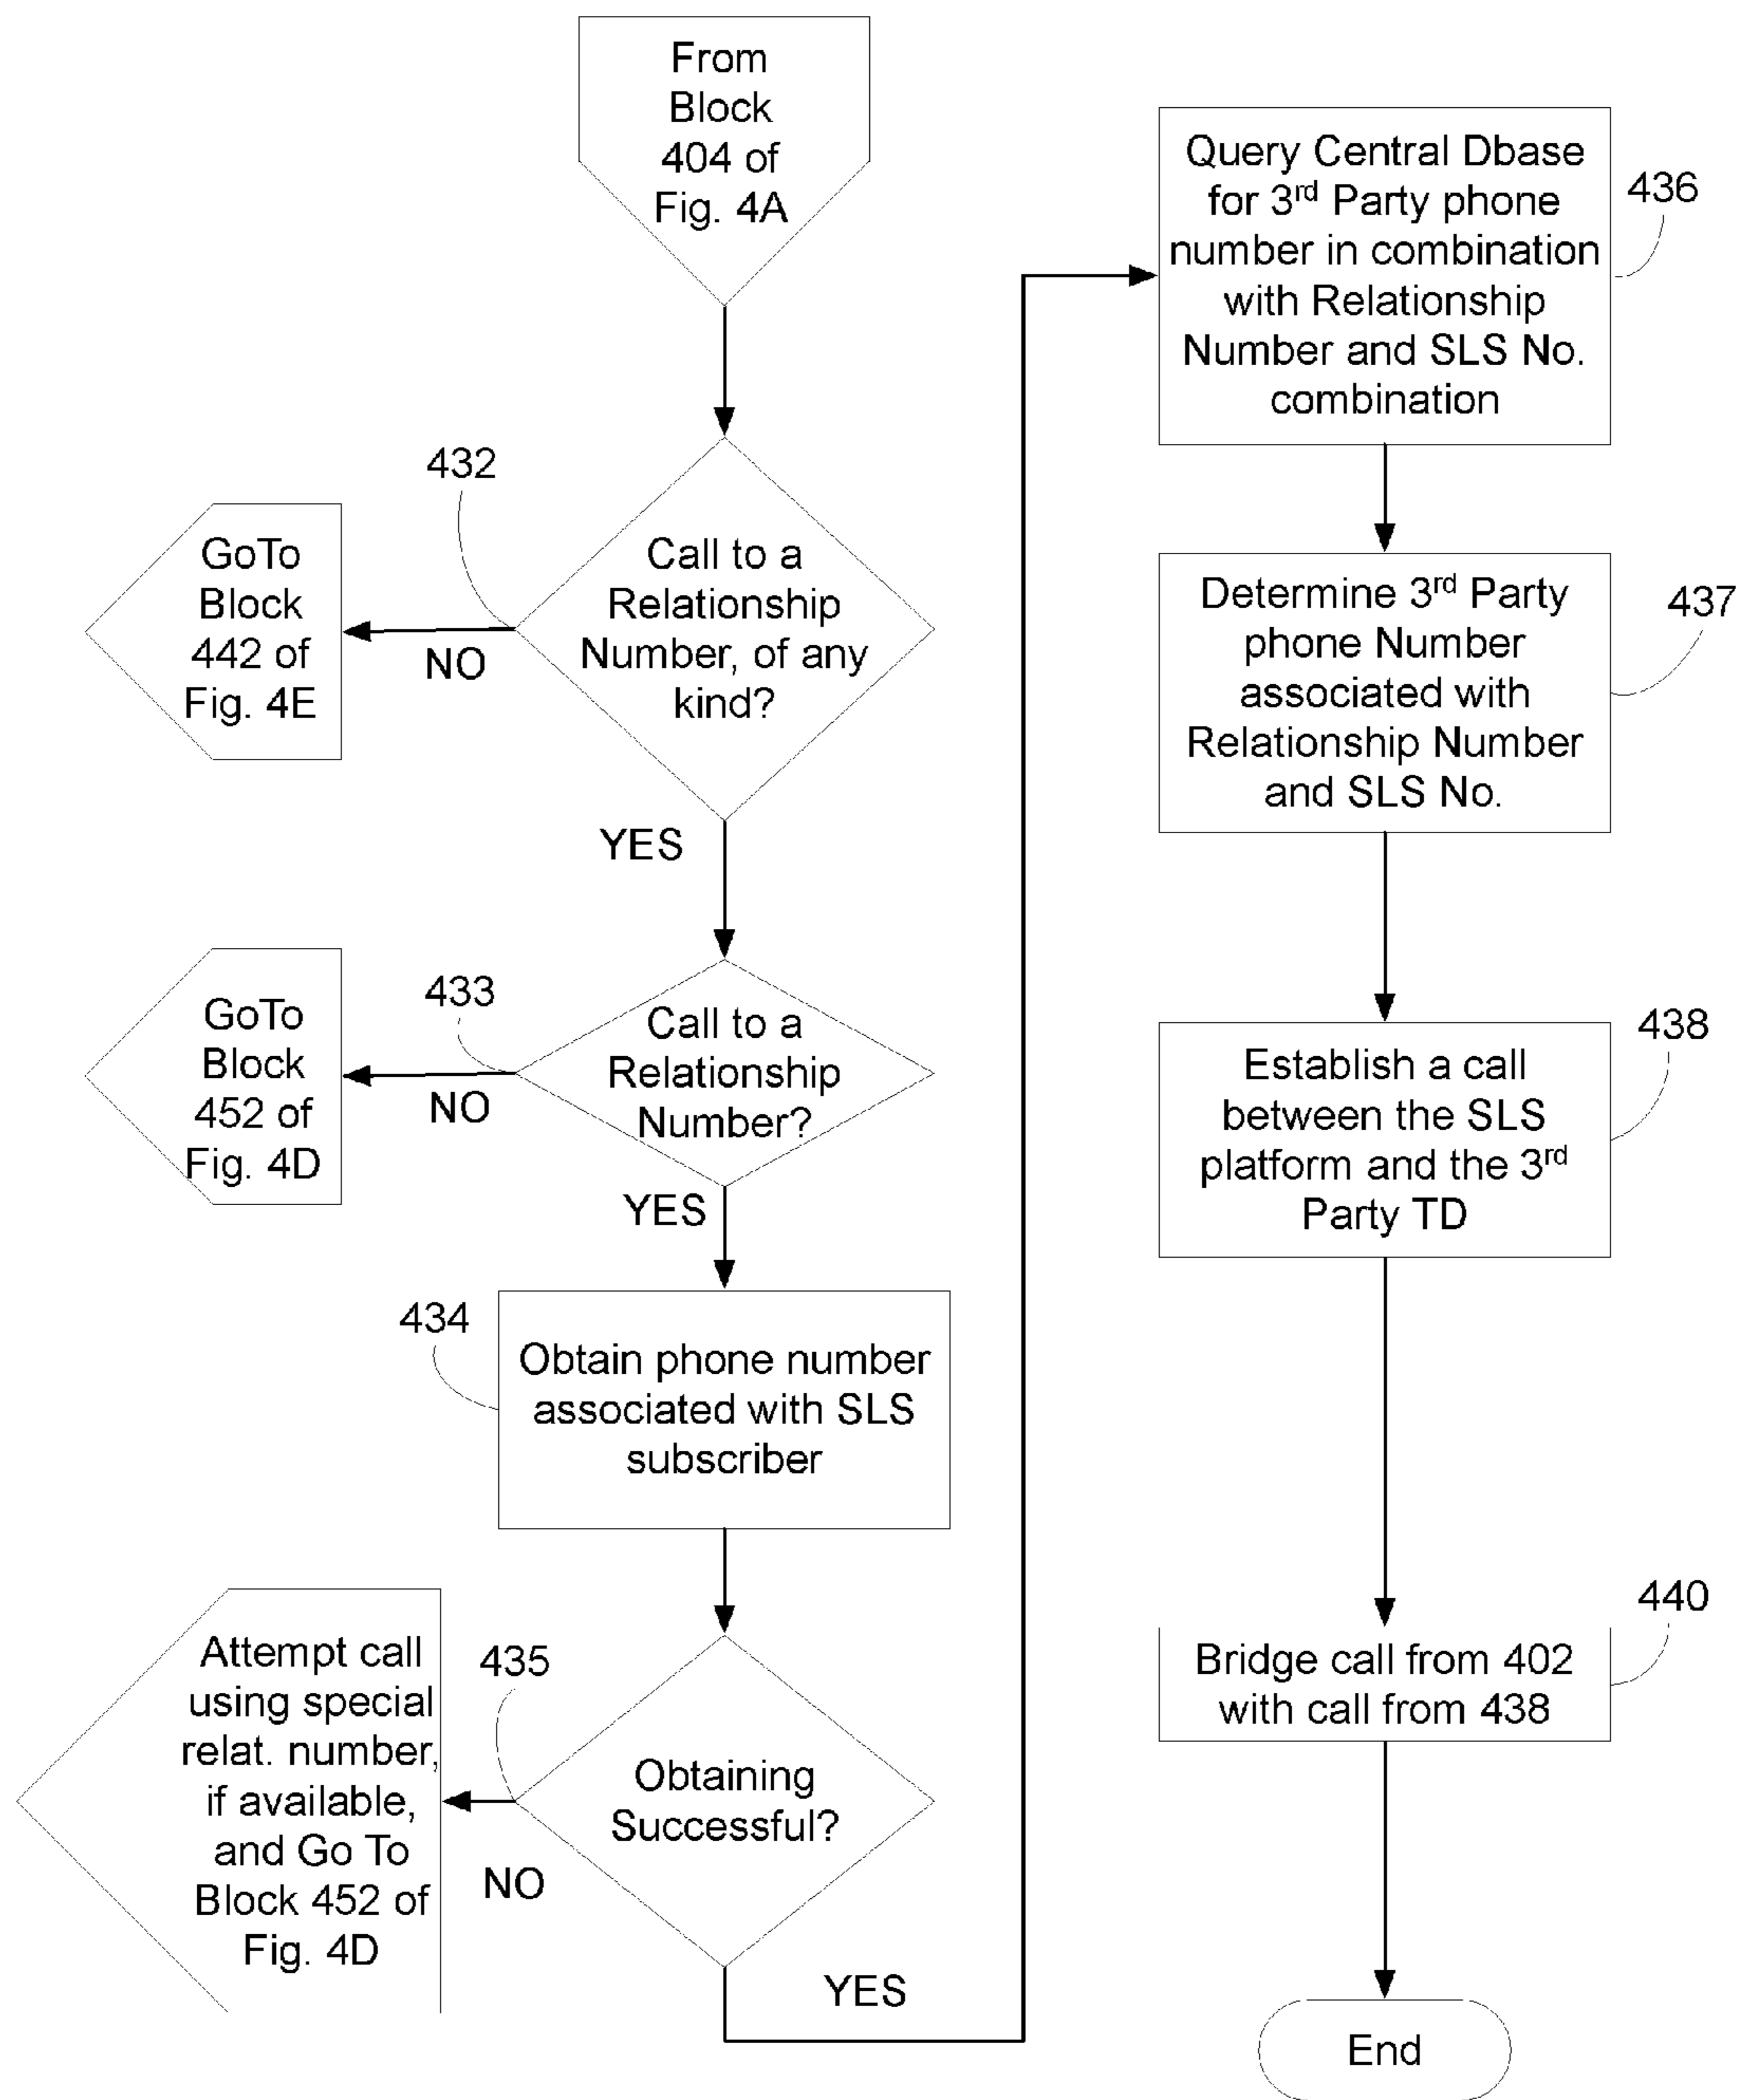 From
Block
404 of
Fig. 4A
432
Call to a
Relationship
Number, of any
kind?
NO
GoTo
Block
442 of
Fig. 4E
YES
433
Call to a
Relationship
Number?
NO
GoTo
Block
452 of
Fig. 4D
YES
434
Obtain phone number
associated with SLS
subscriber
435
Obtaining
Successful?
NO
Attempt call
using special
relat. number,
if available,
and Go To
Block 452 of
Fig. 4D
YES
Query Central Dbase
for 3rd Party phone
number in combination
with Relationship
Number and SLS No.
combination
436
Determine 3rd Party
phone Number
associated with
Relationship Number
and SLS No.
437
Establish a call
between the SLS
platform and the 3rd
Party TD
438
Bridge call from 402
with call from 438
440
End